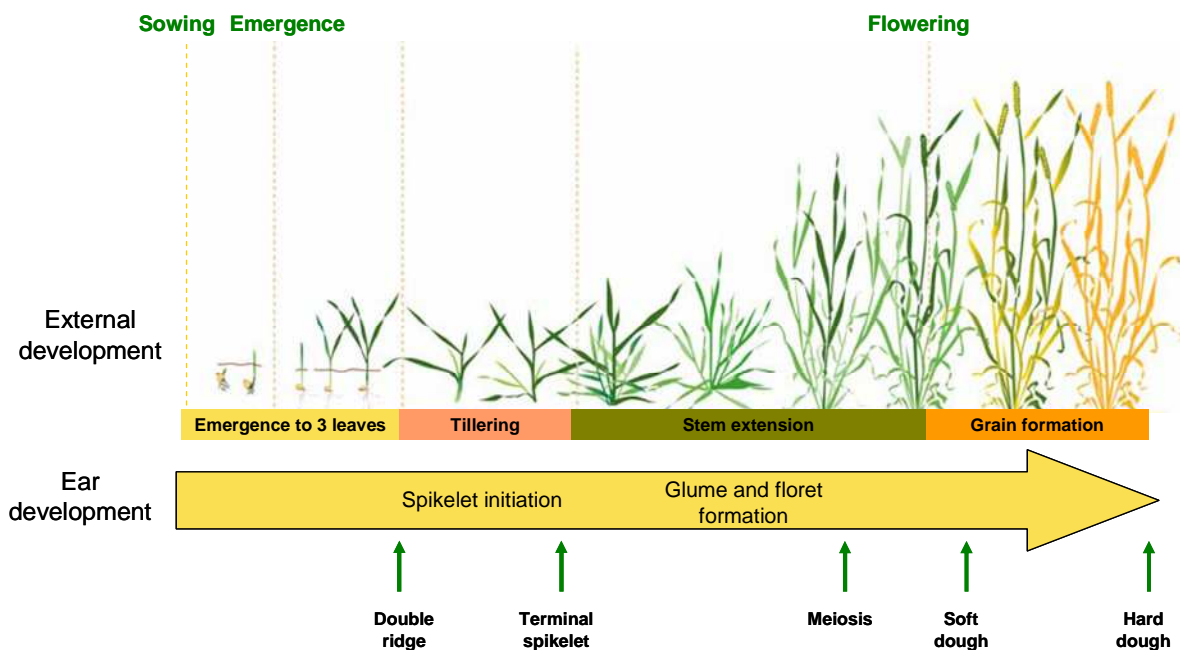 Sowing Emergence Flowering
External
development
Emergence to 3 leaves Tillering Stem extension Grain formation
Ear
development
Spikelet initiation
Glume and floret
formation
Double
ridge
Terminal
spikelet
Meiosis
Soft
dough
Hard
dough